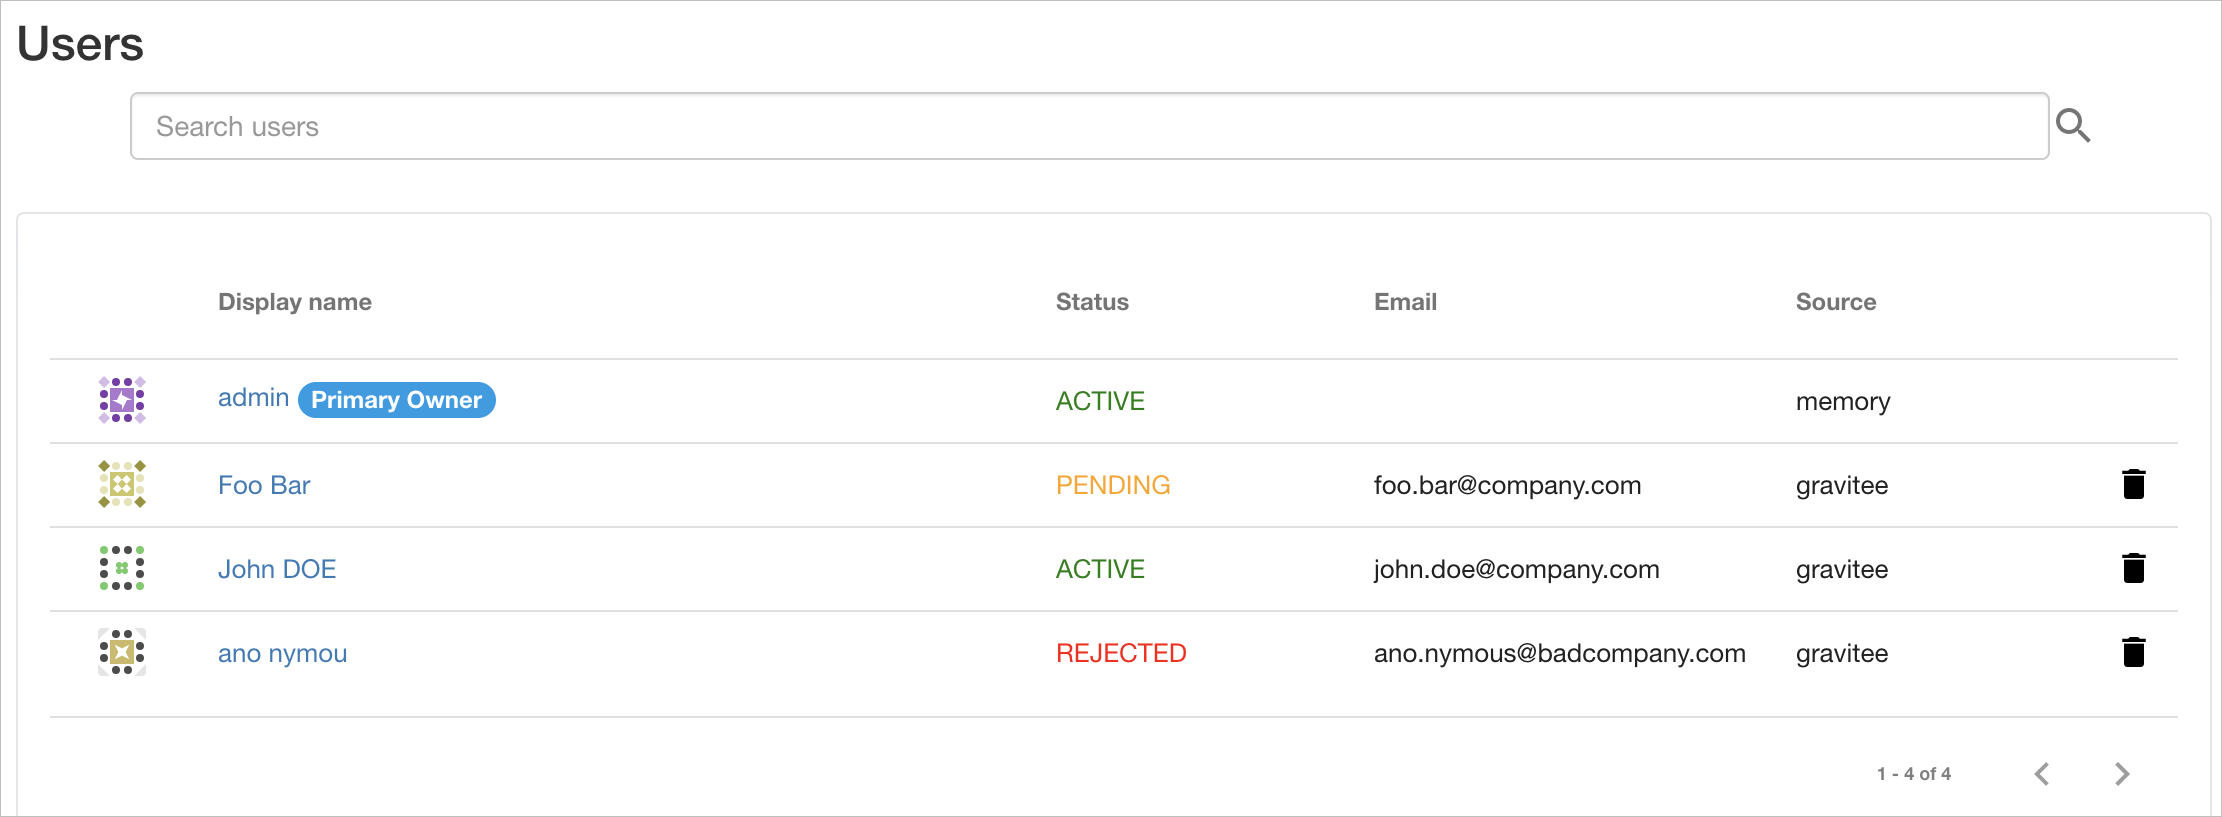 Users
Search users
Display name Status Email Source
admin Primary Owner ACTIVE memory
Foo Bar PENDING foo.bar@company.com gravitee
John DOE ACTIVE john.doe@company.com gravitee
ano nymou REJECTED ano.nymous@badcompany.com gravitee
1 - 4 of 4